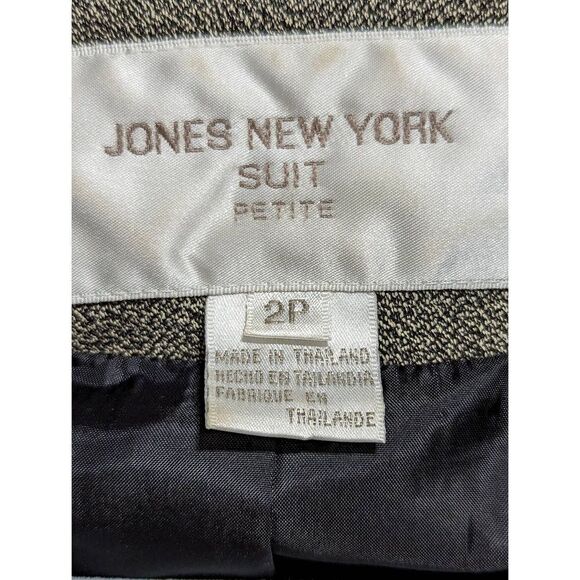 JONES NEW YORK
SUIT
PETITE
2P
MADE IN THAILAND
HECHO EN TAILANDIA
FABRIQUE EN
THAILANDE